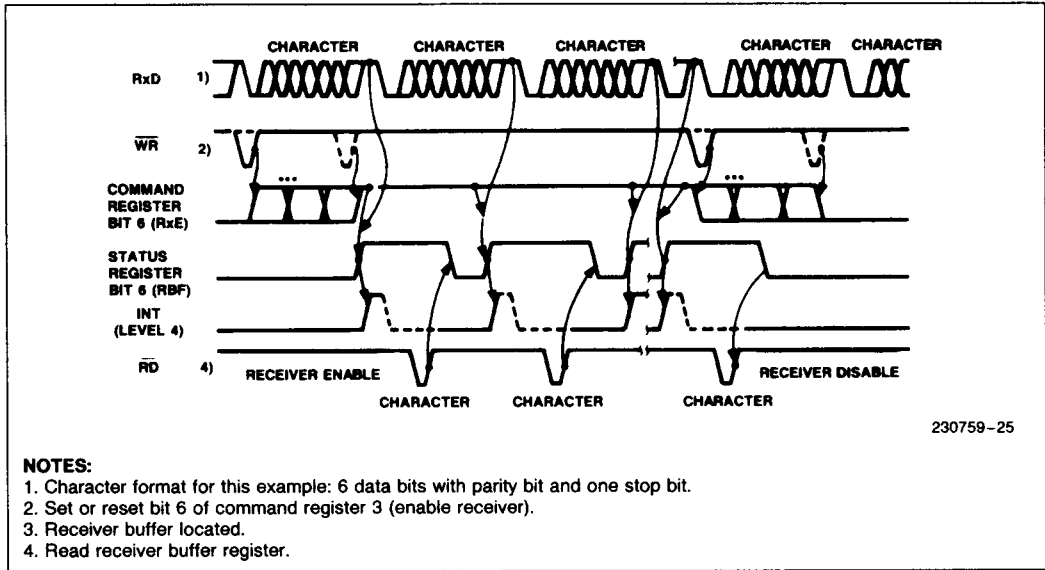 CHARACTER CHARACTER CHARACTER CHARACTER CHARACTER
RxD 1)
WR 2)
...
...
COMMAND
REGISTER
BIT 6 (RxE)
STATUS
REGISTER
BIT 6 (RBF)
INT
(LEVEL 4)
RD 4)
RECEIVER ENABLE
RECEIVER DISABLE
CHARACTER CHARACTER CHARACTER
230759-25
NOTES:
1. Character format for this example: 6 data bits with parity bit and one stop bit.
2. Set or reset bit 6 of command register 3 (enable receiver).
3. Receiver buffer located.
4. Read receiver buffer register.